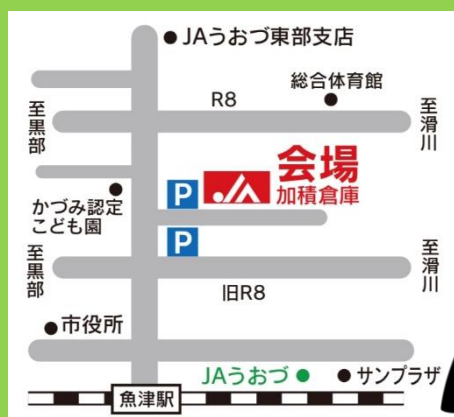 JAうおづ東部支店
総合体育館
R8
至黒部
至滑川
会場
加積倉庫
P
かづみ認定
こども園
P
至黒部
至滑川
旧R8
市役所
JAうおづ
サンプラザ
魚津駅